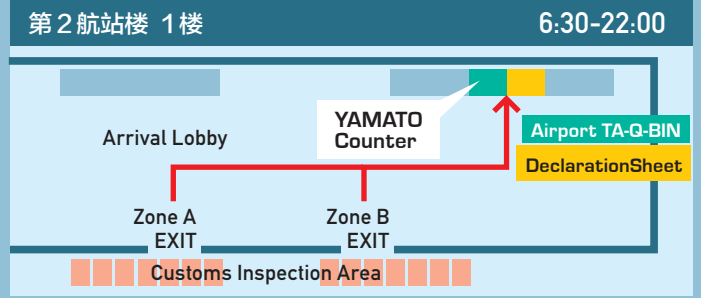 第２航站楼 1楼
6:30-22:00
YAMATO
Counter
Arrival Lobby
Airport TA-Q-BIN
DeclarationSheet
Zone A
EXIT
Zone B
EXIT
Customs Inspection Area